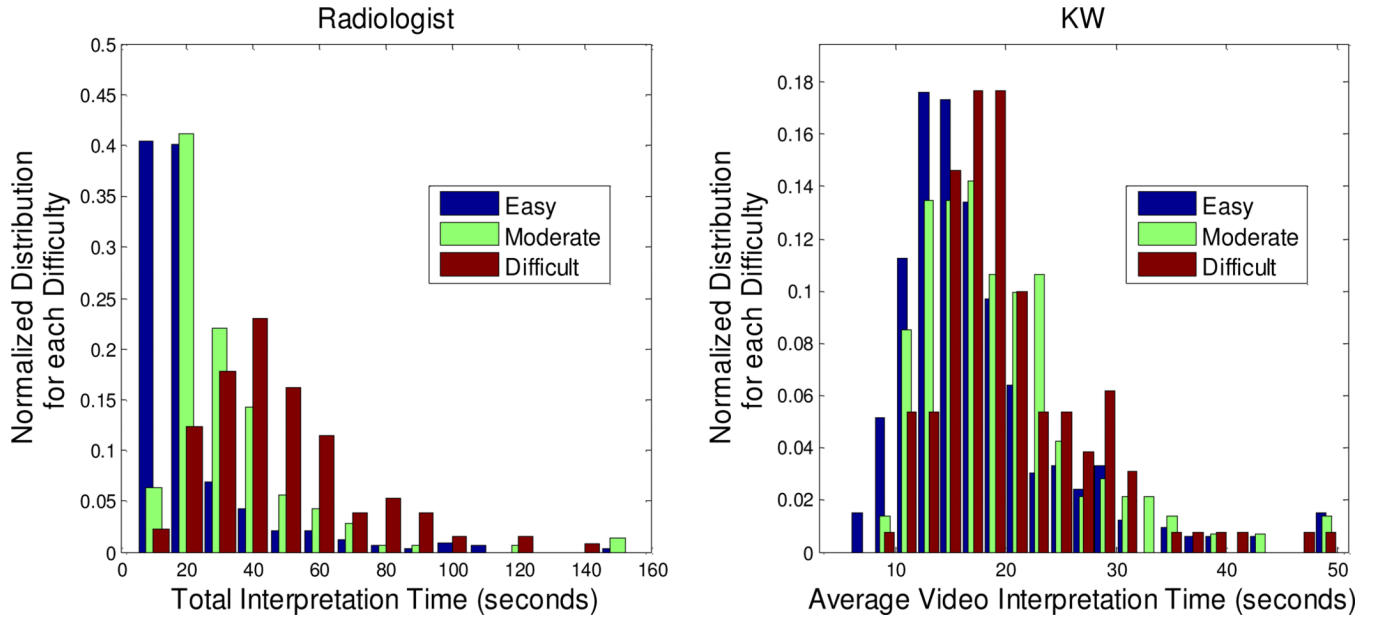 Radiologist
0.5
0.45
0.4
0.35
0.3
0.25
0.2
0.15
0.1
0.05
0
Normalized Distribution
for each Difficulty
Easy
Moderate
Difficult
0 20 40 60 80 100 120 140 160
Total Interpretation Time (seconds)
KW
0.18
0.16
0.14
0.12
0.1
0.08
0.06
0.04
0.02
0
Normalized Distribution
for each Difficulty
Easy
Moderate
Difficult
10 20 30 40 50
Average Video Interpretation Time (seconds)